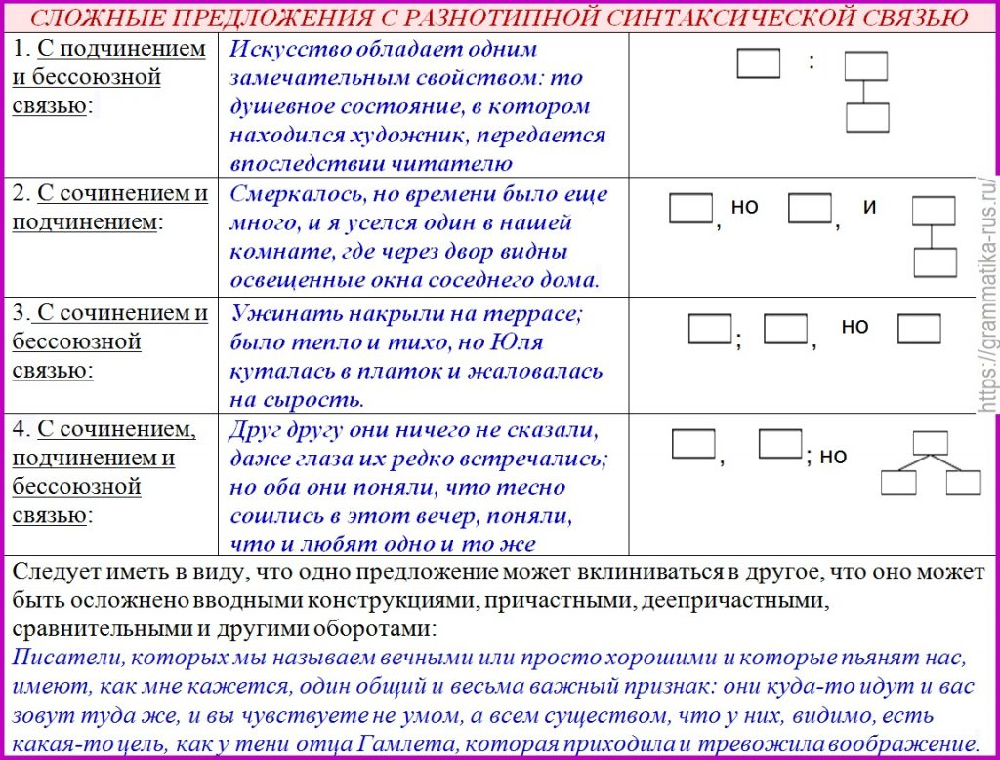 СЛОЖНЫЕ ПРЕДЛОЖЕНИЯ С РАЗНОТИПНОЙ СИНТАКСИЧЕСКОЙ СВЯЗЬЮ
1. С подчинением
и бессоюзной
связью:
Искусство обладает одним
замечательным свойством: то
душевное состояние, в котором
находился художник, передается
впоследствии читателю
:
2. С сочинением и
подчинением:
Смеркалось, но времени было еще
много, и я уселся один в нашей
комнате, где через двор видны
освещенные окна соседнего дома.
, но , и
3. С сочинением и
бессоюзной
связью:
Ужинать накрыли на террасе;
было тепло и тихо, но Юля
куталась в платок и жаловалась
на сырость.
; , но
4. С сочинением,
подчинением и
бессоюзной
связью:
Друг другу они ничего не сказали,
даже глаза их редко встречались;
но оба они поняли, что тесно
сошлись в этот вечер, поняли,
что и любят одно и то же
, ; но
Следует иметь в виду, что одно предложение может вклиниваться в другое, что оно может
быть осложнено вводными конструкциями, причастными, деепричастными,
сравнительными и другими оборотами:
Писатели, которых мы называем вечными или просто хорошими и которые пьянят нас,
имеют, как мне кажется, один общий и весьма важный признак: они куда-то идут и вас
зовут туда же, и вы чувствуете не умом, а всем существом, что у них, видимо, есть
какая-то цель, как у тени отца Гамлета, которая приходила и тревожила воображение.
https://grammatika-rus.ru/